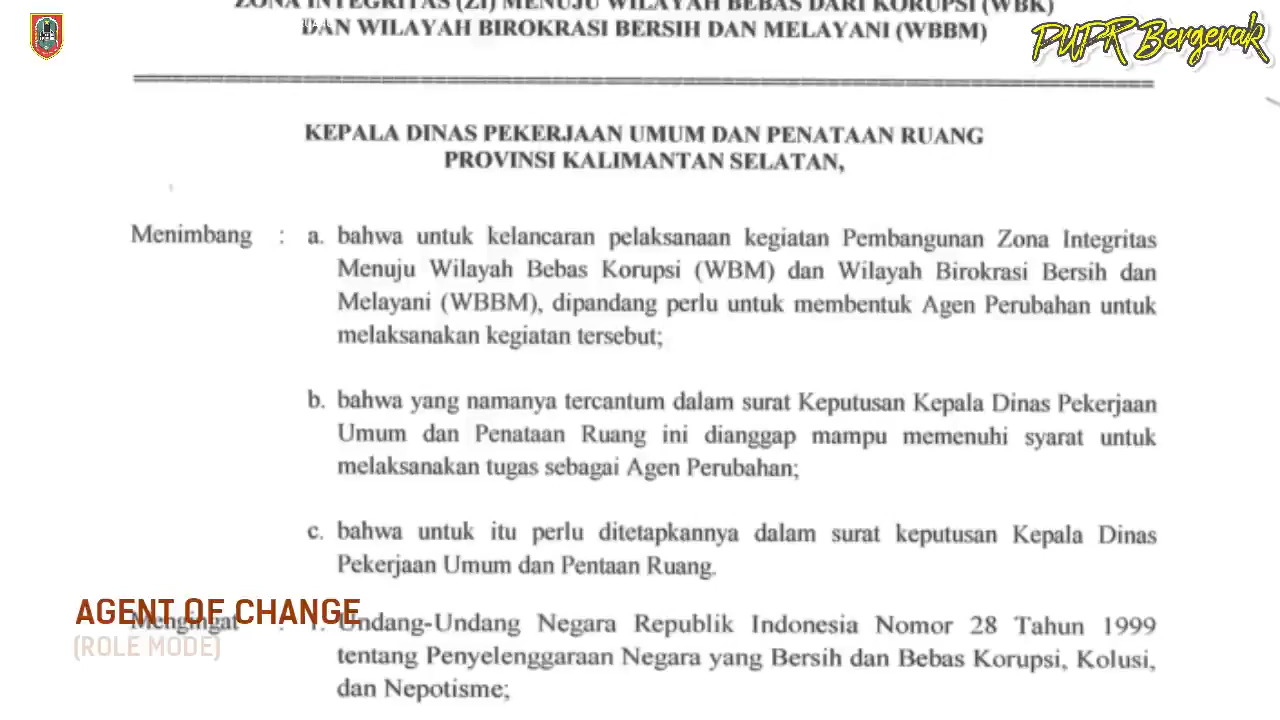 ZONA INTEGRITAS (ZI) MENUJU WILAYAH BEBAS DARI KORUPSI (WBK)
DAN WILAYAH BIROKRASI BERSIH DAN MELAYANI (WBBM)
PUPR Bergerak
KEPALA DINAS PEKERJAAN UMUM DAN PENATAAN RUANG
PROVINSI KALIMANTAN SELATAN,
Menimbang : a. bahwa untuk kelancaran pelaksanaan kegiatan Pembangunan Zona Integritas
Menuju Wilayah Bebas Korupsi (WBM) dan Wilayah Birokrasi Bersih dan
Melayani (WBBM), dipandang perlu untuk membentuk Agen Perubahan untuk
melaksanakan kegiatan tersebut;
b. bahwa yang namanya tercantum dalam surat Keputusan Kepala Dinas Pekerjaan
Umum dan Penataan Ruang ini dianggap mampu memenuhi syarat untuk
melaksanakan tugas sebagai Agen Perubahan;
c. bahwa untuk itu perlu ditetapkannya dalam surat keputusan Kepala Dinas
Pekerjaan Umum dan Pentaan Ruang.
AGENT OF CHANGE
(ROLE MODE)
Mengingat : 1. Undang-Undang Negara Republik Indonesia Nomor 28 Tahun 1999
tentang Penyelenggaraan Negara yang Bersih dan Bebas Korupsi, Kolusi,
dan Nepotisme;